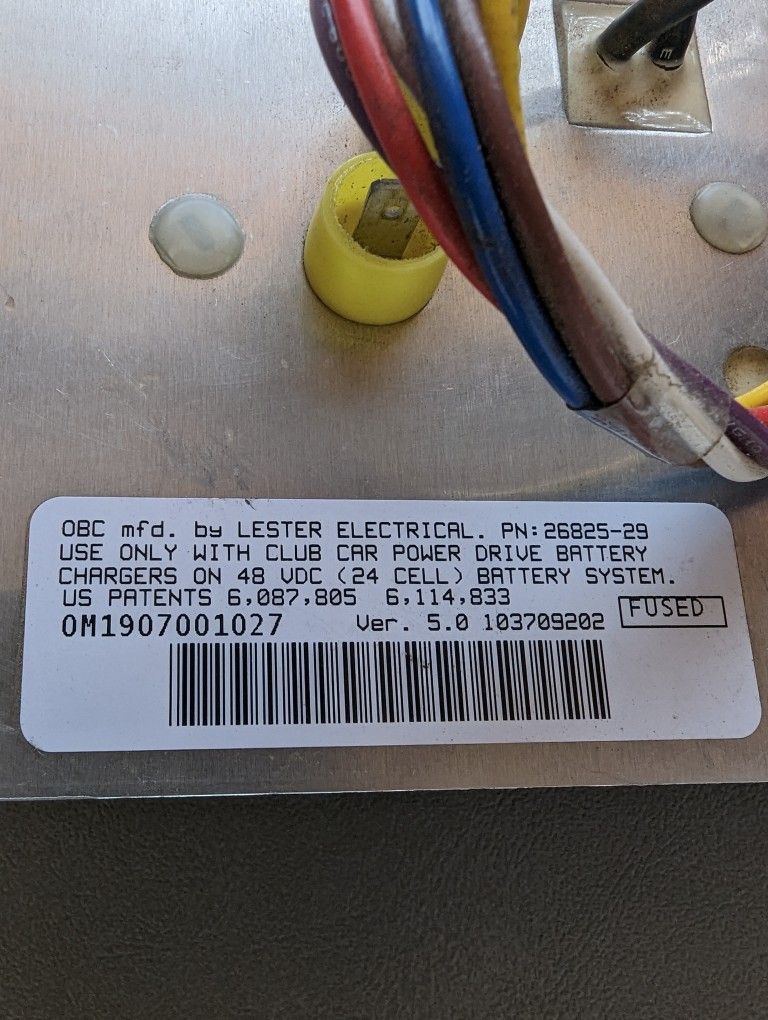 OBC mfd. by LESTER ELECTRICAL. PN:26825-29
USE ONLY WITH CLUB CAR POWER DRIVE BATTERY
CHARGERS ON 48 VDC (24 CELL) BATTERY SYSTEM.
US PATENTS 6,087,805 6,114,833
FUSED
0M1907001027 Ver. 5.0 103709202